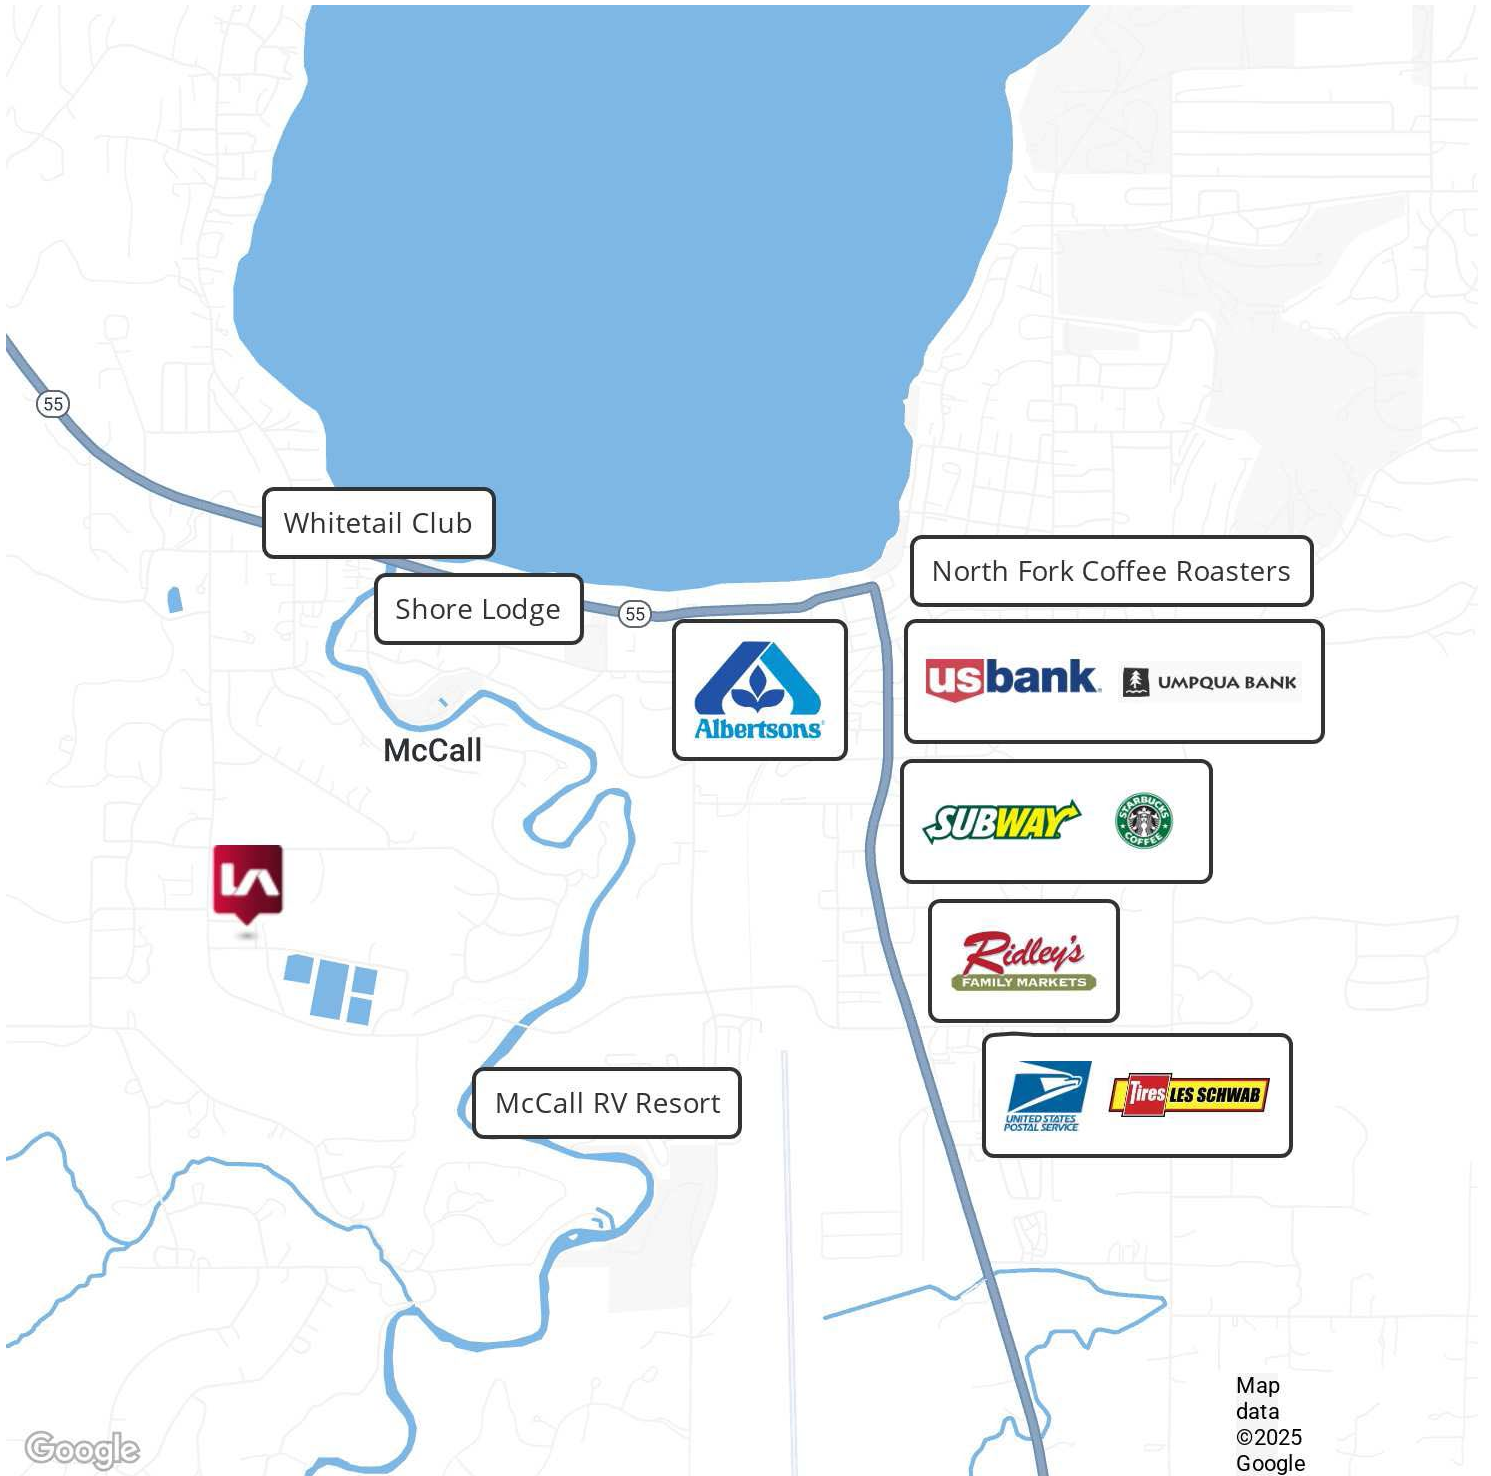 55
Whitetail Club
Shore Lodge
55
North Fork Coffee Roasters
Albertsons
usbank
UMPQUA BANK
McCall
SUBWAY
STARBUCKS
COFFEE
LA
Ridley's
FAMILY MARKETS
UNITED STATES
POSTAL SERVICE
Tires LES SCHWAB
McCall RV Resort
Map
data
©2025
Google
Google